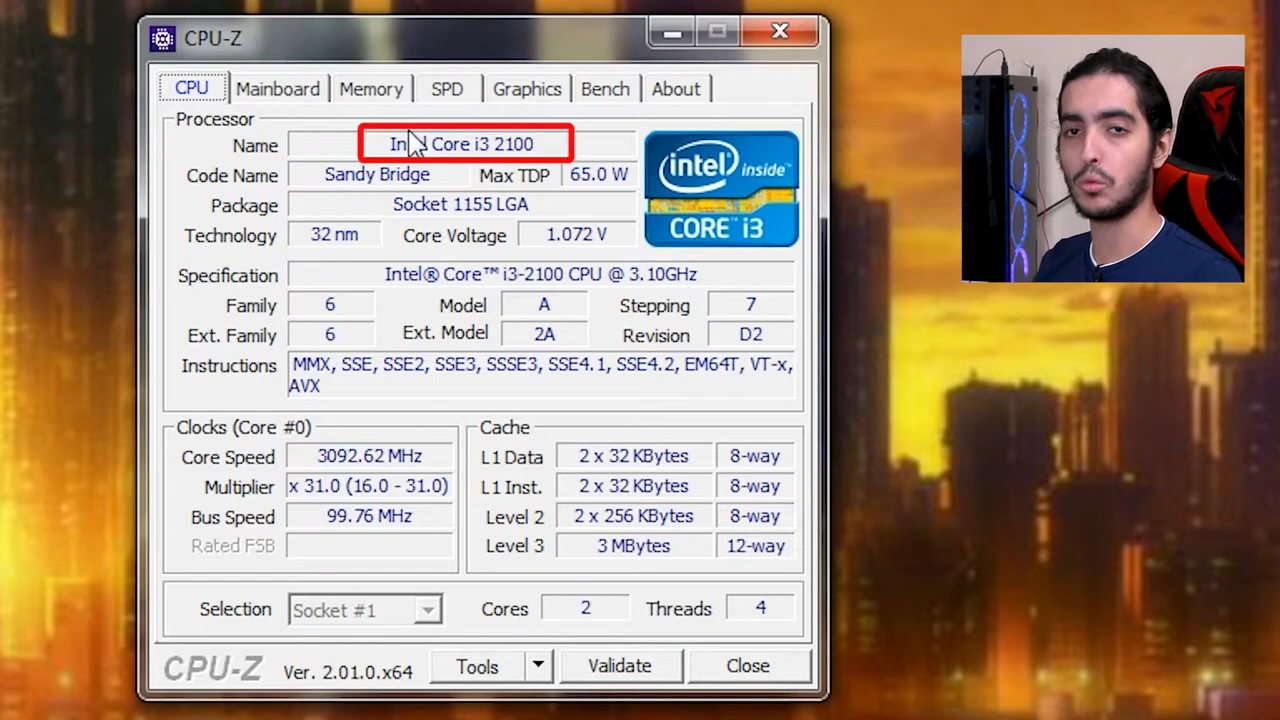 CPU-Z
CPU Mainboard Memory SPD Graphics Bench About
Processor
Name Intel Core i3 2100
Code Name Sandy Bridge Max TDP 65.0 W
Package Socket 1155 LGA
Technology 32 nm Core Voltage 1.072 V
intel inside™
CORE™ i3
Specification Intel® Core™ i3-2100 CPU @ 3.10GHz
Family 6 Model A Stepping 7
Ext. Family 6 Ext. Model 2A Revision D2
Instructions MMX, SSE, SSE2, SSE3, SSSE3, SSE4.1, SSE4.2, EM64T, VT-x,
AVX
Clocks (Core #0)
Core Speed 3092.62 MHz
Multiplier x 31.0 (16.0 - 31.0)
Bus Speed 99.76 MHz
Rated FSB
Cache
L1 Data 2 x 32 KBytes 8-way
L1 Inst. 2 x 32 KBytes 8-way
Level 2 2 x 256 KBytes 8-way
Level 3 3 MBytes 12-way
Selection Socket #1 Cores 2 Threads 4
CPU-Z Ver. 2.01.0.x64 Tools Validate Close